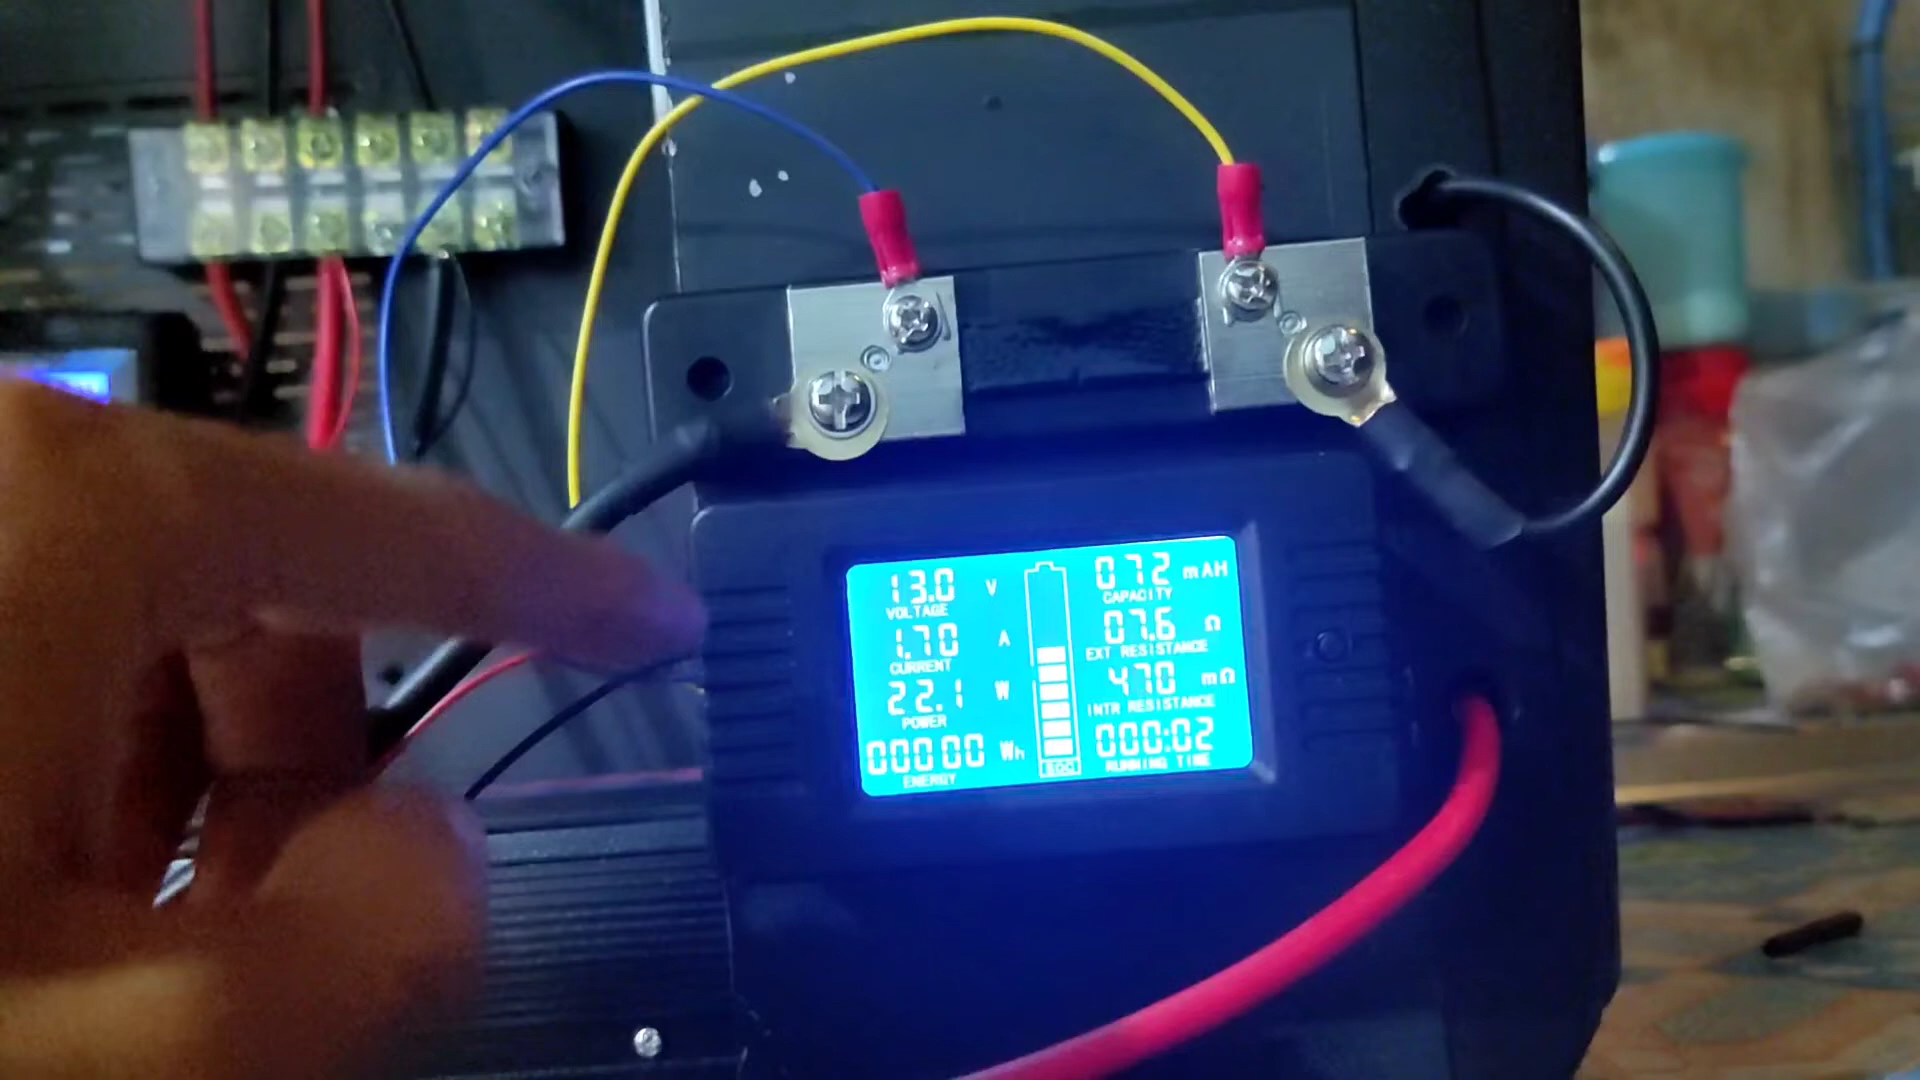 13.0 V
VOLTAGE
1.70 A
CURRENT
22.1 W
POWER
00000 Wh
ENERGY
SOC
072 mAH
CAPACITY
07.6 Ω
EXT RESISTANCE
470 mΩ
INTR RESISTANCE
000:02
RUNNING TIME